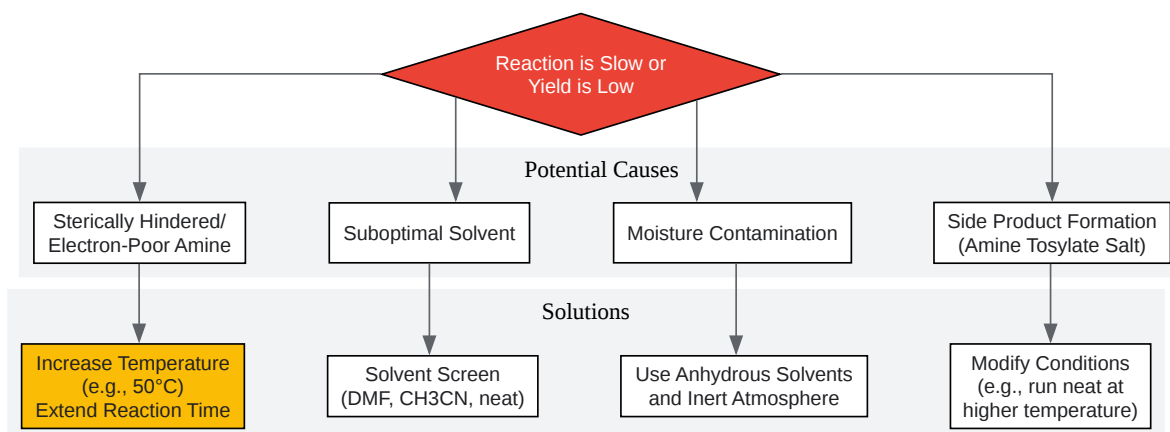 Reaction is Slow or
Yield is Low
Potential Causes
Sterically Hindered/
Electron-Poor Amine
Suboptimal Solvent
Moisture Contamination
Side Product Formation
(Amine Tosylate Salt)
Solutions
Increase Temperature
(e.g., 50°C)
Extend Reaction Time
Solvent Screen
(DMF, CH3CN, neat)
Use Anhydrous Solvents
and Inert Atmosphere
Modify Conditions
(e.g., run neat at
higher temperature)